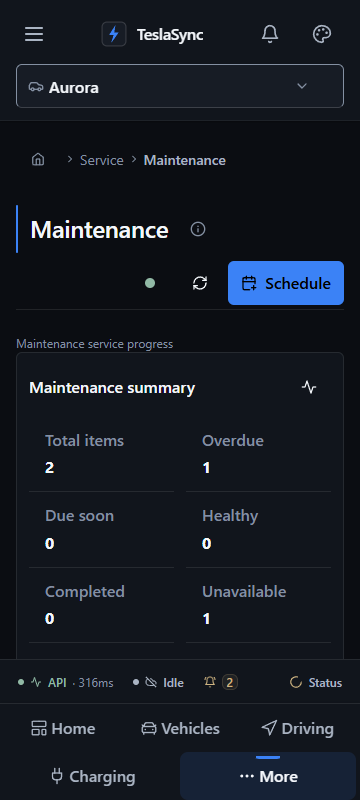 TeslaSync
Aurora
Service Maintenance
Maintenance
Schedule
Maintenance service progress
Maintenance summary
Total items Overdue
2 1
Due soon Healthy
0 0
Completed Unavailable
0 1
API · 316ms Idle 2 Status
Home Vehicles Driving
Charging More